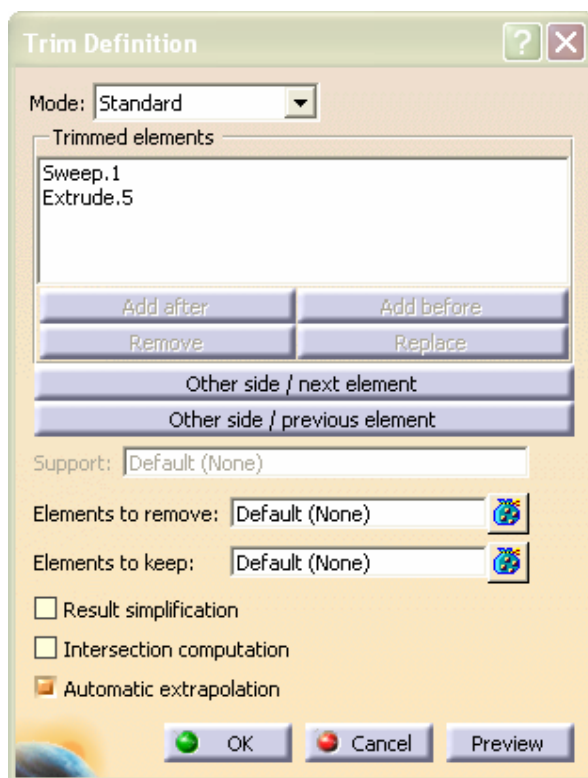 Trim Definition
?
Mode: Standard
Trimmed elements
Sweep.1
Extrude.5
Add after Add before
Remove Replace
Other side / next element
Other side / previous element
Support: Default (None)
Elements to remove: Default (None)
Elements to keep: Default (None)
Result simplification
Intersection computation
Automatic extrapolation
OK Cancel Preview